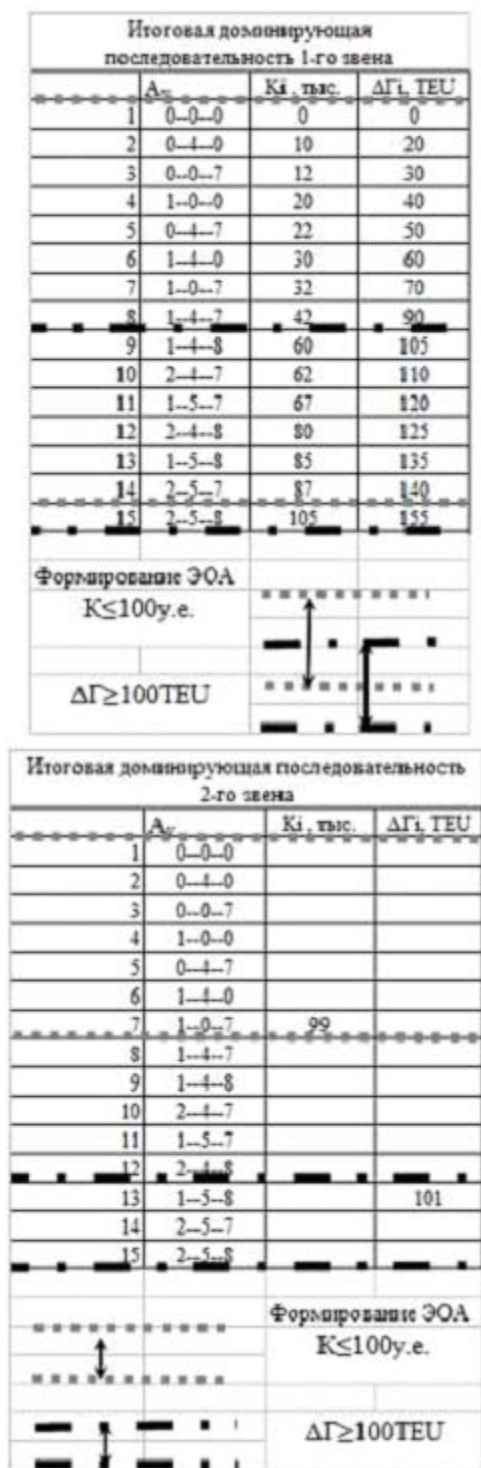 Итоговая доминирующая
последовательность 1-го звена
Ki , тыс. ΔГi, TEU
1 0--0--0 0 0
2 0--4--0 10 20
3 0--0--7 12 30
4 1--0--0 20 40
5 0--4--7 22 50
6 1--4--0 30 60
7 1--0--7 32 70
8 1--4--7 42 90
9 1--4--8 60 105
10 2--4--7 62 110
11 1--5--7 67 120
12 2--4--8 80 125
13 1--5--8 85 135
14 2--5--7 87 140
15 2--5--8 105 155
Формирование ЭОА
K≤100у.е.
ΔГ≥100TEU
Итоговая доминирующая последовательность
2-го звена
Ki , тыс. ΔГi, TEU
1 0--0--0
2 0--4--0
3 0--0--7
4 1--0--0
5 0--4--7
6 1--4--0
7 1--0--7 99
8 1--4--7
9 1--4--8
10 2--4--7
11 1--5--7
12 2--4--8
13 1--5--8 101
14 2--5--7
15 2--5--8
Формирование ЭОА
K≤100у.е.
ΔГ≥100TEU